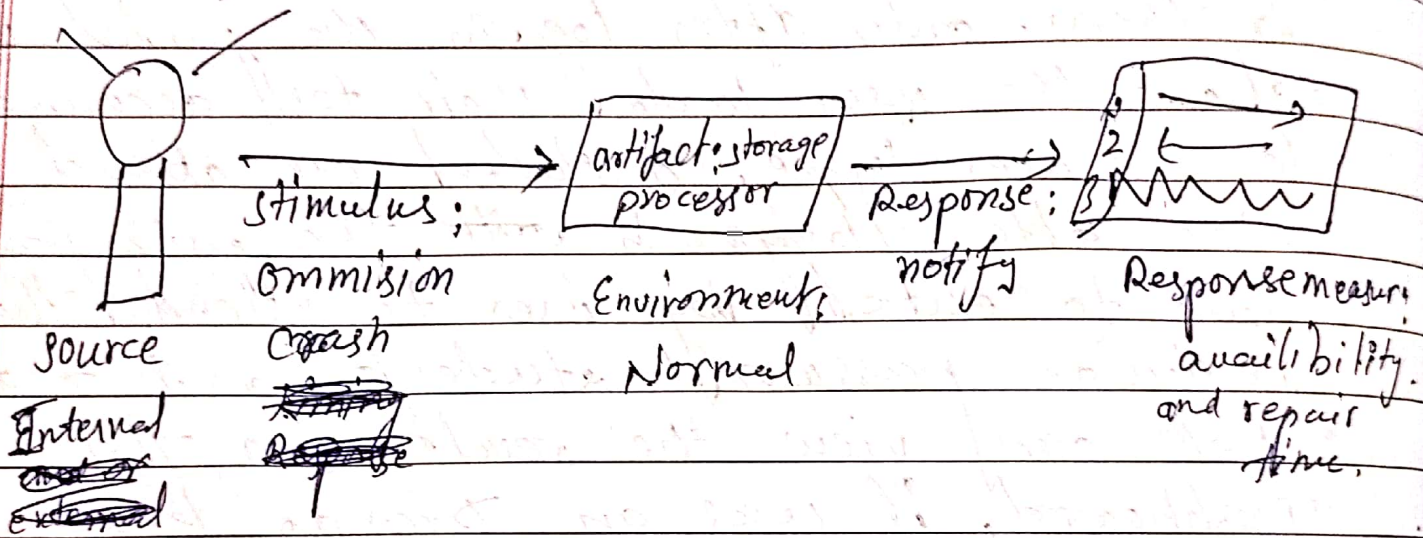 source
Internal
stimulus;
ommision
Crash
artifact:storage
processor
Environment:
Normal
Response:
notify
1
2
3
Response measur:
availibility
and repair
time.